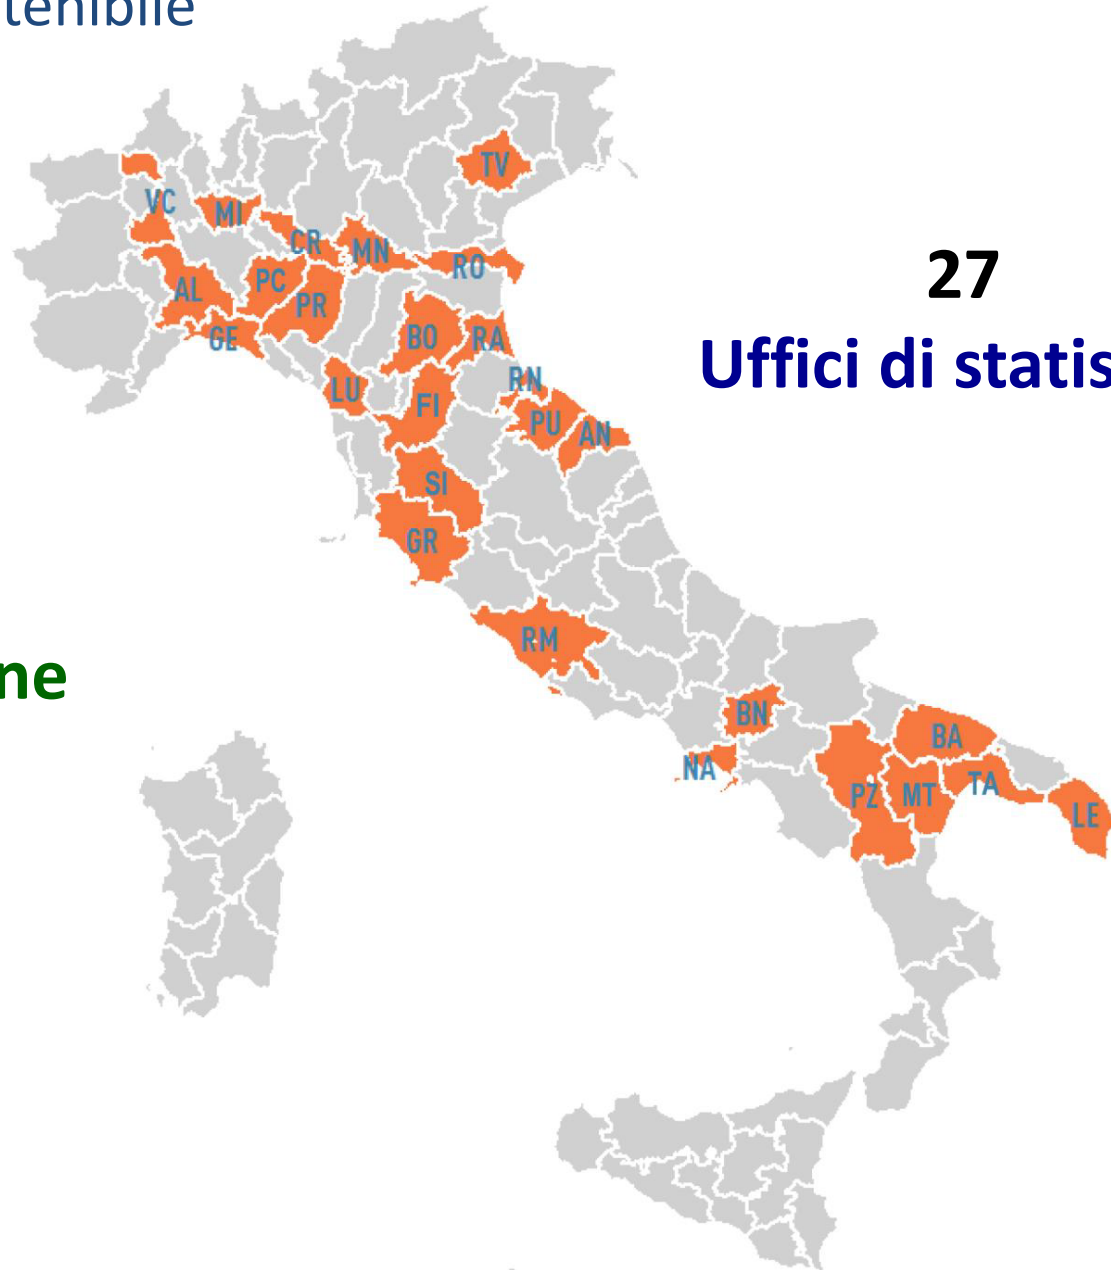 tenibile
TV
VC
MI
CR
MN
RO
27
AL
PC
PR
GE
BO
RA
Uffici di statis
LU
RN
FI
PU
AN
SI
GR
RM
ne
BN
BA
NA
PZ
MT
TA
LE